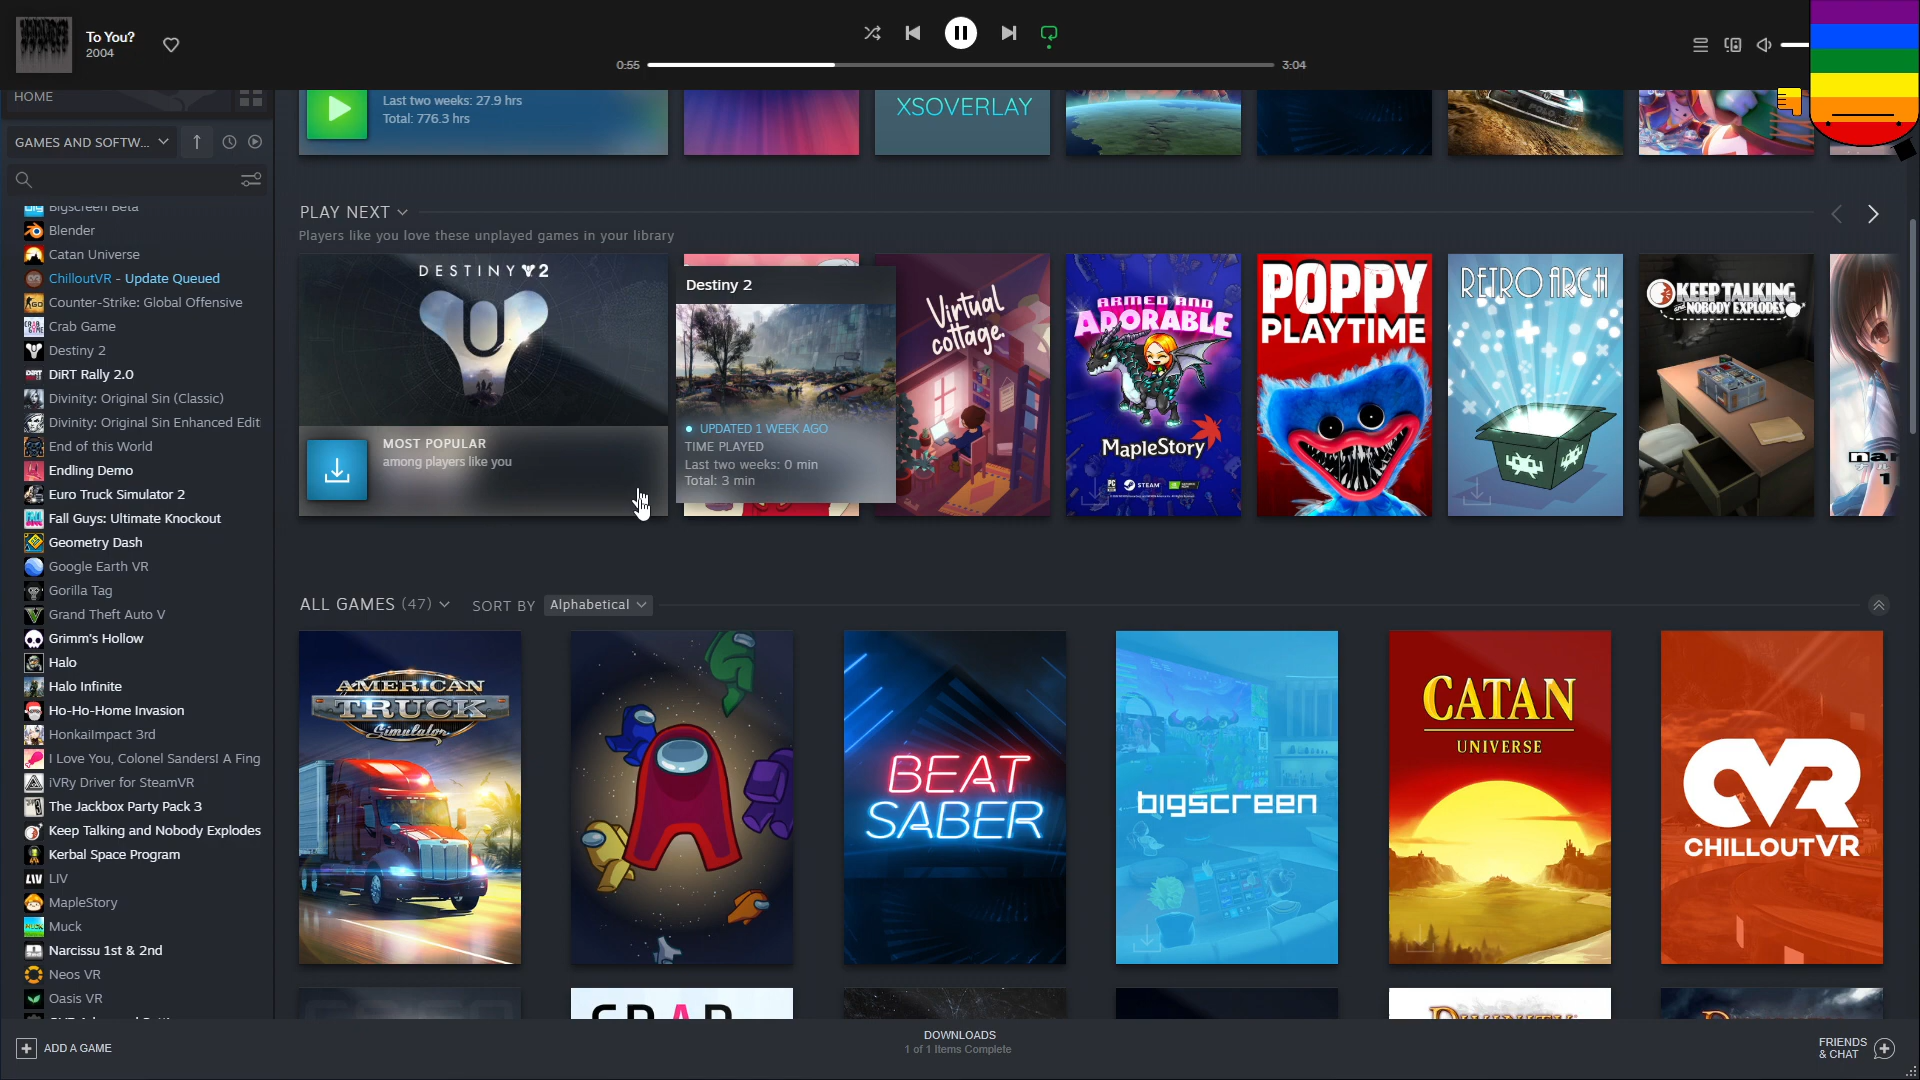 To You?
2004
0:55
3:04
HOME
Last two weeks: 27.9 hrs
Total: 776.3 hrs
XSOVERLAY
GAMES AND SOFTW...
Bigscreen Beta
Blender
Catan Universe
ChilloutVR - Update Queued
Counter-Strike: Global Offensive
Crab Game
Destiny 2
DiRT Rally 2.0
Divinity: Original Sin (Classic)
Divinity: Original Sin Enhanced Edit
End of this World
Endling Demo
Euro Truck Simulator 2
Fall Guys: Ultimate Knockout
Geometry Dash
Google Earth VR
Gorilla Tag
Grand Theft Auto V
Grimm's Hollow
Halo
Halo Infinite
Ho-Ho-Home Invasion
HonkaiImpact 3rd
I Love You, Colonel Sanders! A Fing
iVRy Driver for SteamVR
The Jackbox Party Pack 3
Keep Talking and Nobody Explodes
Kerbal Space Program
LIV
MapleStory
Muck
Narcissu 1st & 2nd
Neos VR
Oasis VR
PLAY NEXT
Players like you love these unplayed games in your library
DESTINY 2
MOST POPULAR
among players like you
Destiny 2
UPDATED 1 WEEK AGO
TIME PLAYED
Last two weeks: 0 min
Total: 3 min
Virtual
cottage.
ARMED AND
ADORABLE
MapleStory
STEAM
POPPY
PLAYTIME
RETROARCH
KEEP TALKING
AND NOBODY EXPLODES
nar
1
ALL GAMES (47)
SORT BY Alphabetical
AMERICAN
TRUCK
Simulator
BEAT
SABER
bigscreen
CATAN
UNIVERSE
CVR
CHILLOUTVR
CRAB
ADD A GAME
DOWNLOADS
1 of 1 Items Complete
FRIENDS
& CHAT